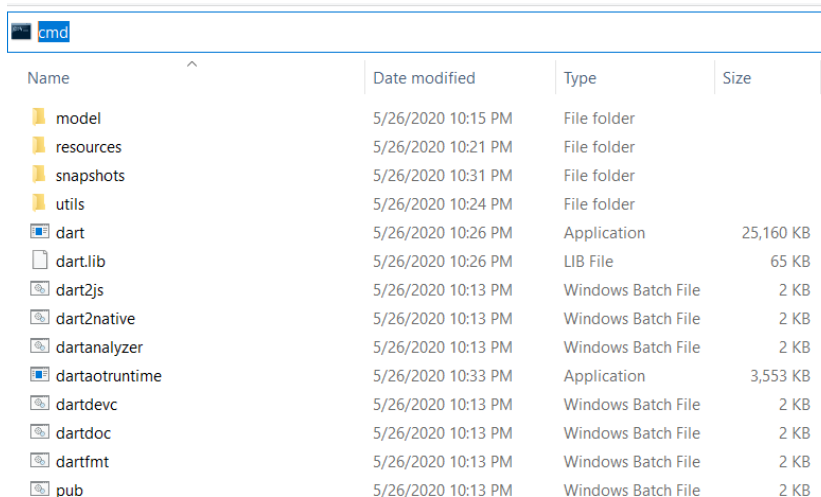 cmd
Name Date modified Type Size
model 5/26/2020 10:15 PM File folder
resources 5/26/2020 10:21 PM File folder
snapshots 5/26/2020 10:31 PM File folder
utils 5/26/2020 10:24 PM File folder
dart 5/26/2020 10:26 PM Application 25,160 KB
dart.lib 5/26/2020 10:26 PM LIB File 65 KB
dart2js 5/26/2020 10:13 PM Windows Batch File 2 KB
dart2native 5/26/2020 10:13 PM Windows Batch File 2 KB
dartanalyzer 5/26/2020 10:13 PM Windows Batch File 2 KB
dartaotruntime 5/26/2020 10:33 PM Application 3,553 KB
dartdevc 5/26/2020 10:13 PM Windows Batch File 2 KB
dartdoc 5/26/2020 10:13 PM Windows Batch File 2 KB
dartfmt 5/26/2020 10:13 PM Windows Batch File 2 KB
pub 5/26/2020 10:13 PM Windows Batch File 2 KB